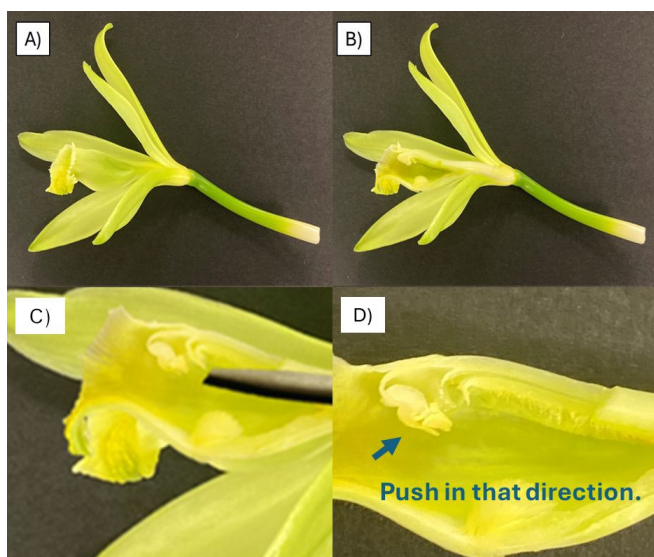 A)
B)
C)
D)
Push in that direction.